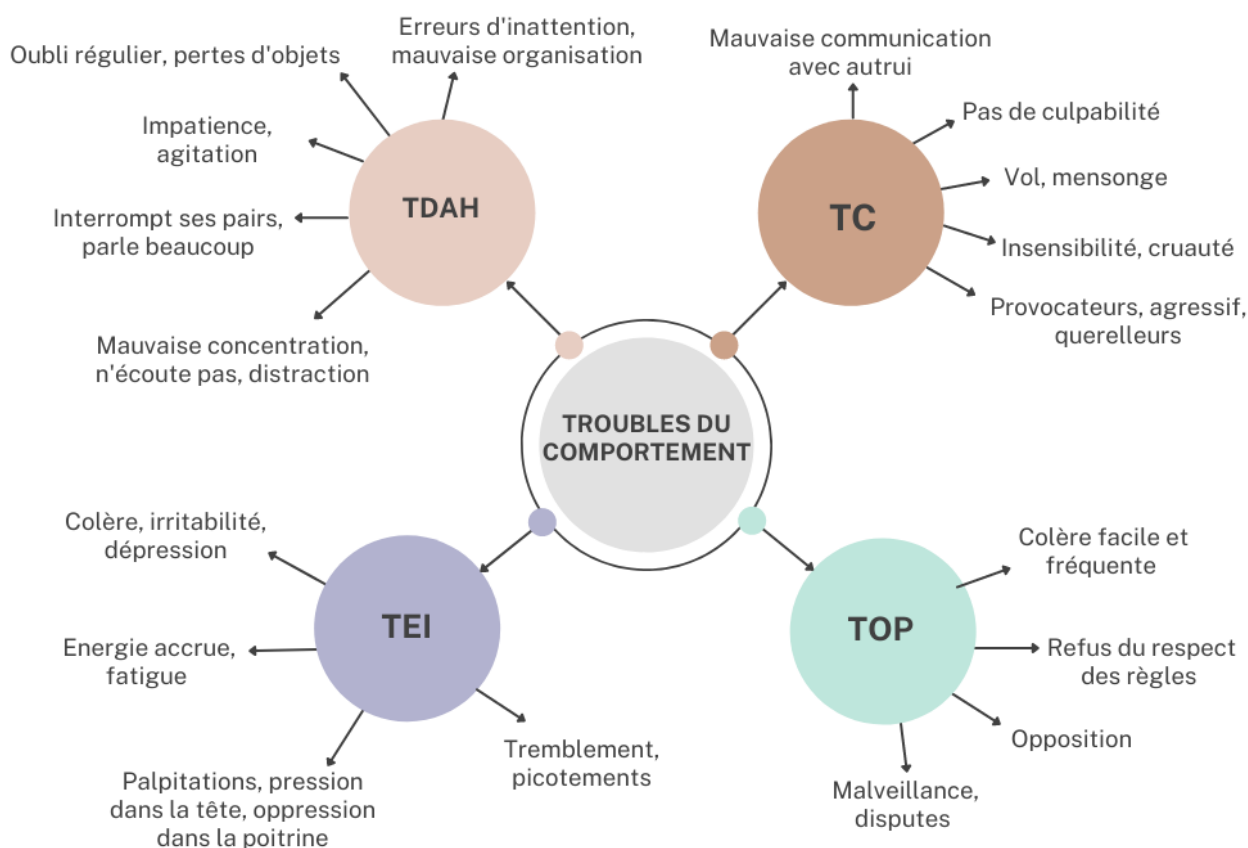 Oubli régulier, pertes d'objets
Erreurs d'inattention,
mauvaise organisation
Impatience,
agitation
TDAH
Interrompt ses pairs,
parle beaucoup
Mauvaise concentration,
n'écoute pas, distraction
Mauvaise communication
avec autrui
Pas de culpabilité
Vol, mensonge
TC
Insensibilité, cruauté
Provocateurs, agressif,
querelleurs
TROUBLES DU
COMPORTEMENT
Colère, irritabilité,
dépression
TEI
Energie accrue,
fatigue
Palpitations, pression
dans la tête, oppression
dans la poitrine
Tremblement,
picotements
Colère facile et
fréquente
TOP
Refus du respect
des règles
Opposition
Malveillance,
disputes